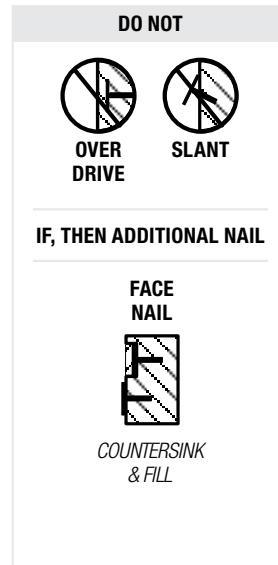 DO NOT
OVER
DRIVE
SLANT
IF, THEN ADDITIONAL NAIL
FACE
NAIL
COUNTERSINK
& FILL